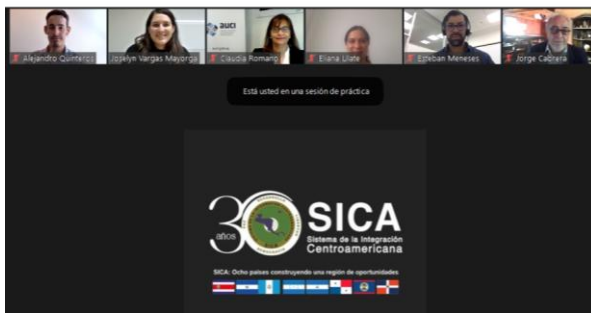 auci
Alejandro Quinteros
Joselyn Vargas Mayorga
Claudia Romano
Eliana Ulate
Esteban Meneses
Jorge Cabrera
Está usted en una sesión de práctica
30 SICA
años
Sistema de la Integración
Centroamericana
SICA: Ocho países construyendo una región de oportunidades